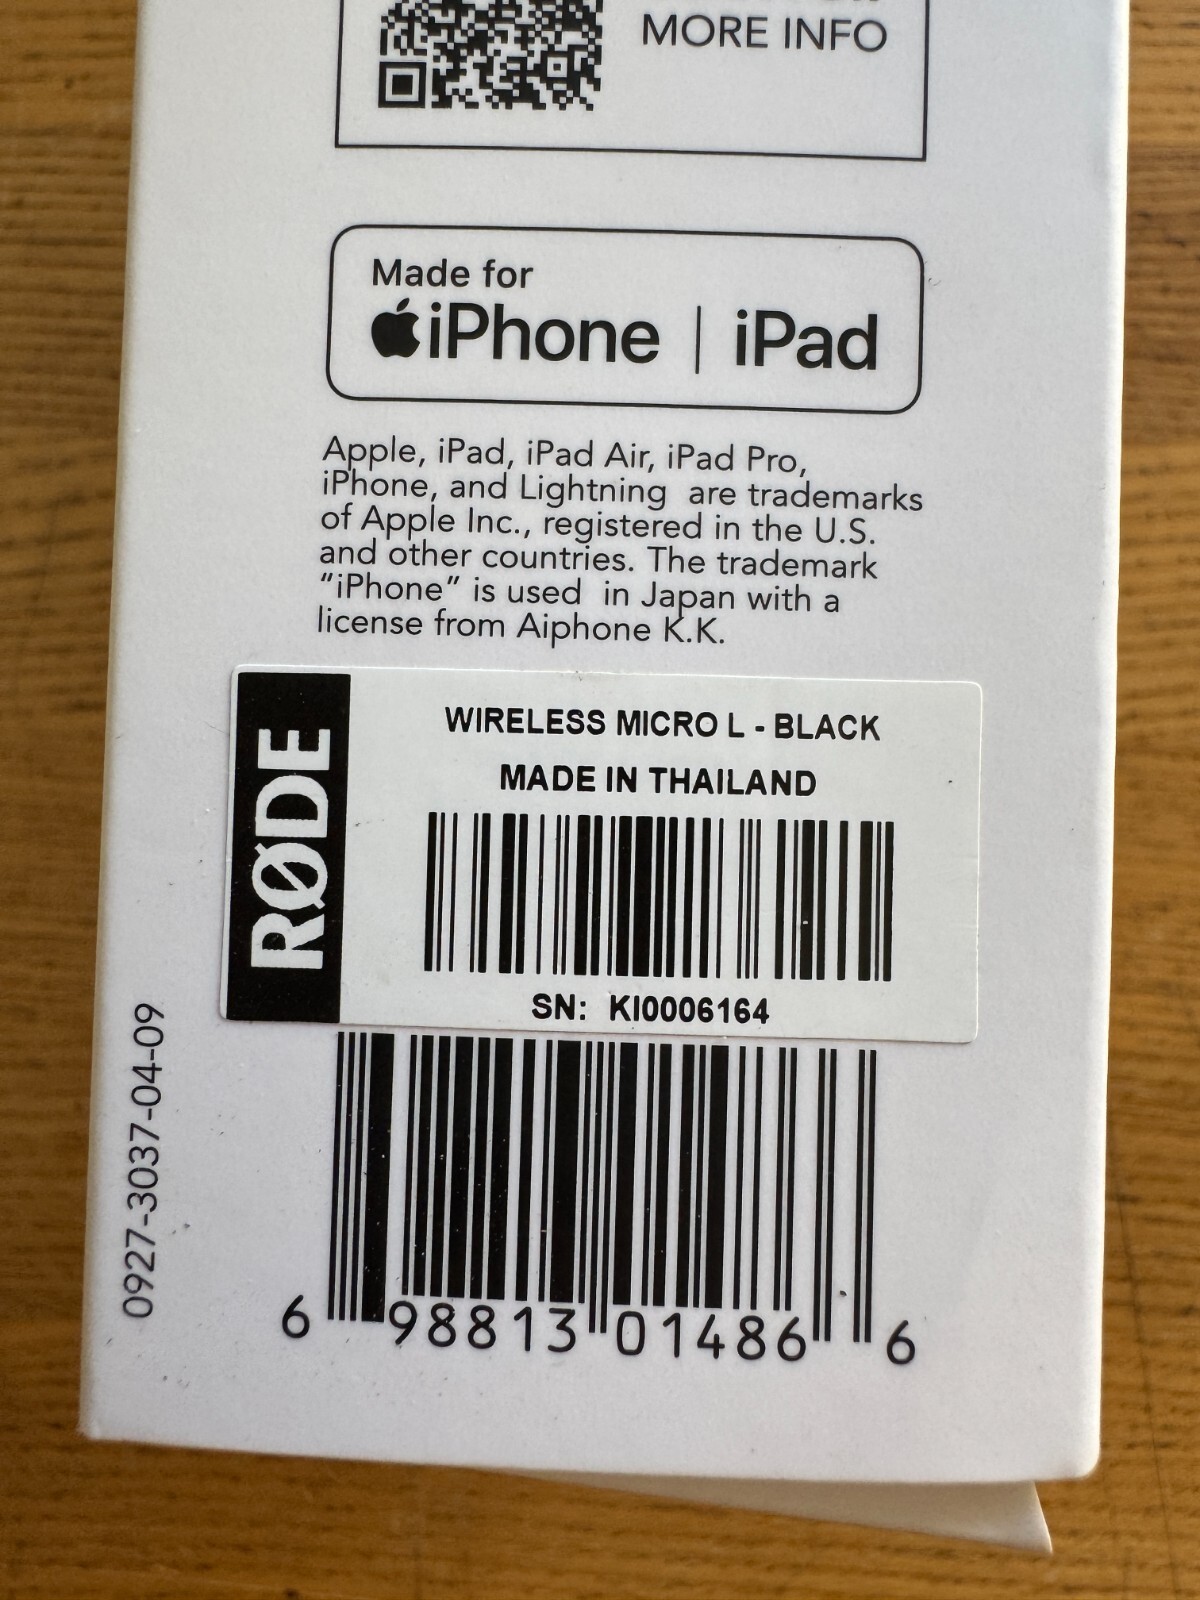 MORE INFO
Made for
iPhone | iPad
Apple, iPad, iPad Air, iPad Pro,
iPhone, and Lightning are trademarks
of Apple Inc., registered in the U.S.
and other countries. The trademark
“iPhone” is used in Japan with a
license from Aiphone K.K.
RØDE
WIRELESS MICRO L - BLACK
MADE IN THAILAND
SN: KI0006164
0927-3037-04-09
6 98813 01486 6